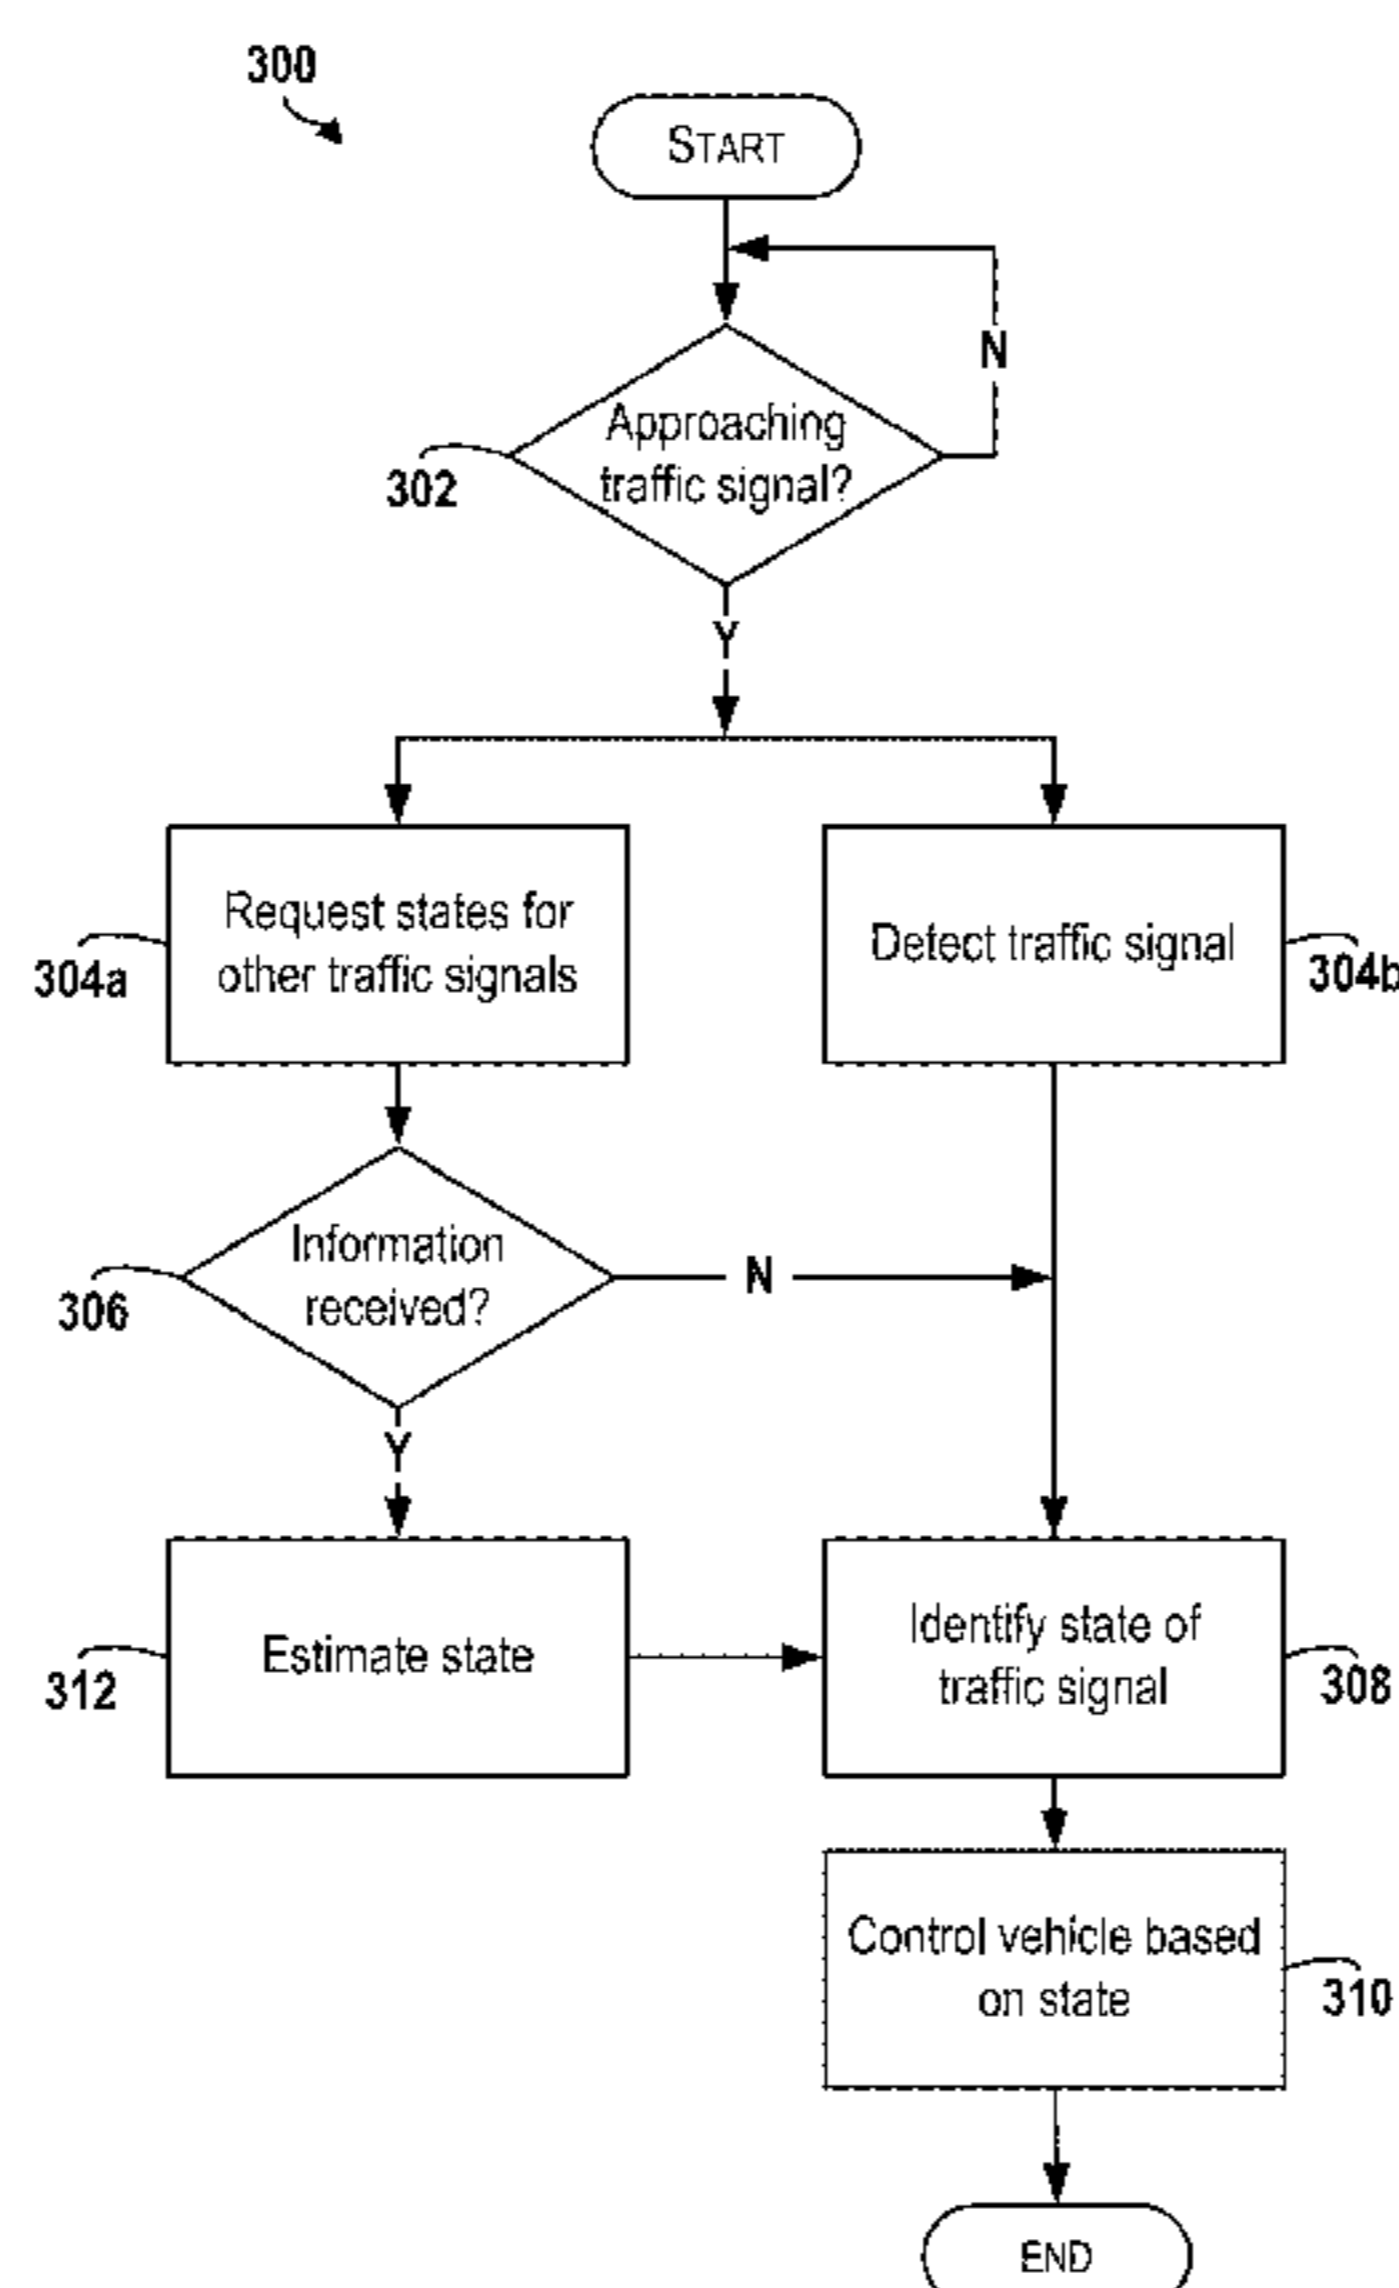 300
START
N
Approaching
traffic signal?
302
Y
Request states for
other traffic signals
304a
Detect traffic signal
304b
Information
received?
306
N
Y
Estimate state
312
Identify state of
traffic signal
308
Control vehicle based
on state
310
END